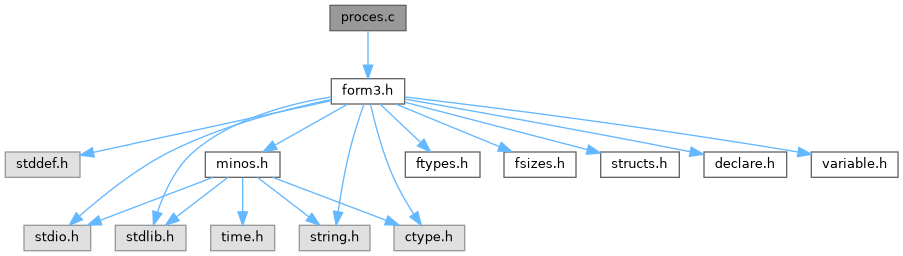 proces.c
form3.h
stddef.h
minos.h
ftypes.h
fsizes.h
structs.h
declare.h
variable.h
stdio.h
stdlib.h
time.h
string.h
ctype.h